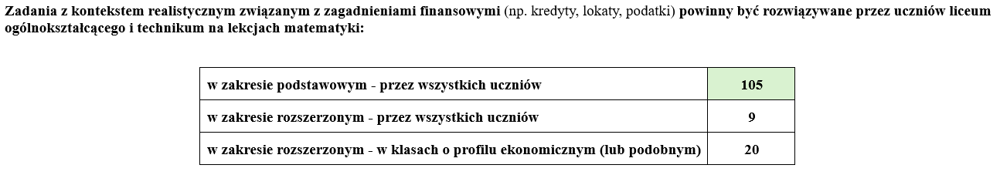 Zadania z kontekstem realistycznym związanym z zagadnieniami finansowymi (np. kredyty, lokaty, podatki) powinny być rozwiązywane przez uczniów liceum
ogólnokształcącego i technikum na lekcjach matematyki:
w zakresie podstawowym - przez wszystkich uczniów 105
w zakresie rozszerzonym - przez wszystkich uczniów 9
w zakresie rozszerzonym - w klasach o profilu ekonomicznym (lub podobnym) 20